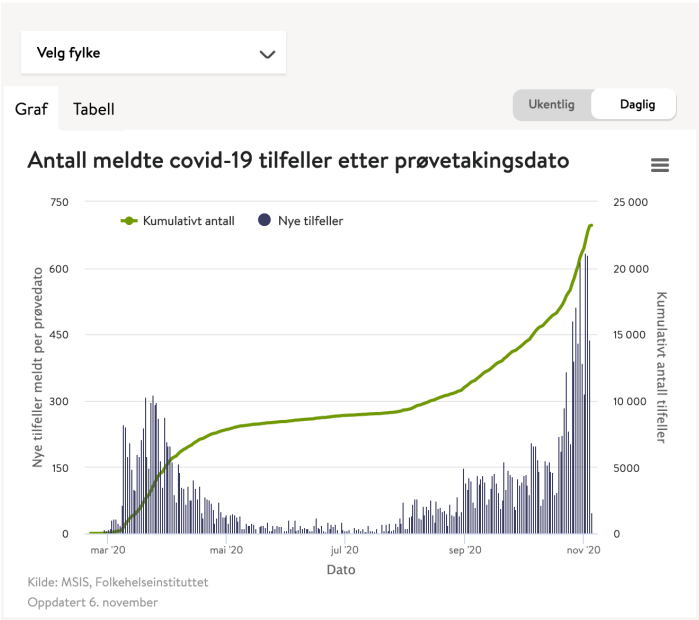 Velg fylke
Graf
Tabell
Ukentlig
Daglig
Antall meldte covid-19 tilfeller etter prøvetakingsdato
Kumulativt antall
Nye tilfeller
Nye tilfeller meldt per prøvedato
750
600
450
300
150
0
Kumulativt antall tilfeller
25 000
20 000
15 000
10 000
5000
0
mar '20
mai '20
jul '20
sep '20
nov '20
Dato
Kilde: MSIS, Folkehelseinstituttet
Oppdatert 6. november